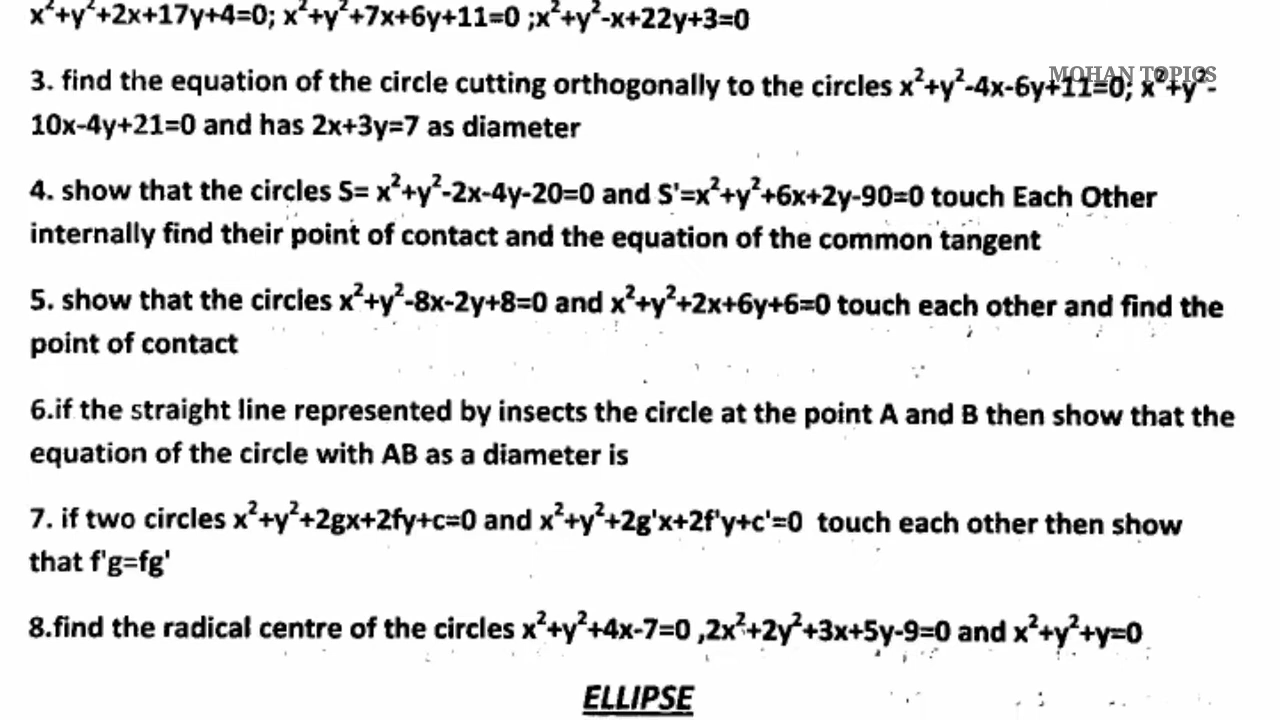 x²+y²+2x+17y+4=0; x²+y²+7x+6y+11=0 ;x²+y²-x+22y+3=0
MOHAN TOPICS
3. find the equation of the circle cutting orthogonally to the circles x²+y²-4x-6y+11=0; x²+y²-
10x-4y+21=0 and has 2x+3y=7 as diameter
4. show that the circles S= x²+y²-2x-4y-20=0 and S'=x²+y²+6x+2y-90=0 touch Each Other
internally find their point of contact and the equation of the common tangent
5. show that the circles x²+y²-8x-2y+8=0 and x²+y²+2x+6y+6=0 touch each other and find the
point of contact
6.if the straight line represented by insects the circle at the point A and B then show that the
equation of the circle with AB as a diameter is
7. if two circles x²+y²+2gx+2fy+c=0 and x²+y²+2g'x+2f'y+c'=0 touch each other then show
that f'g=fg'
8.find the radical centre of the circles x²+y²+4x-7=0 ,2x²+2y²+3x+5y-9=0 and x²+y²+y=0
ELLIPSE